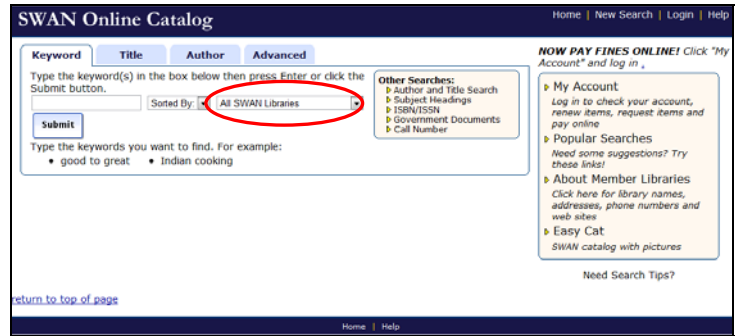 SWAN Online Catalog
Home | New Search | Login | Help
Keyword Title Author Advanced
Type the keyword(s) in the box below then press Enter or click the
Submit button.
Sorted By: All SWAN Libraries
Submit
Type the keywords you want to find. For example:
• good to great • Indian cooking
Other Searches:
Author and Title Search
Subject Headings
ISBN/ISSN
Government Documents
Call Number
NOW PAY FINES ONLINE! Click "My
Account" and log in .
My Account
Log in to check your account,
renew items, request items and
pay online
Popular Searches
Need some suggestions? Try
these links!
About Member Libraries
Click here for library names,
addresses, phone numbers and
web sites
Easy Cat
SWAN catalog with pictures
Need Search Tips?
return to top of page
Home | Help